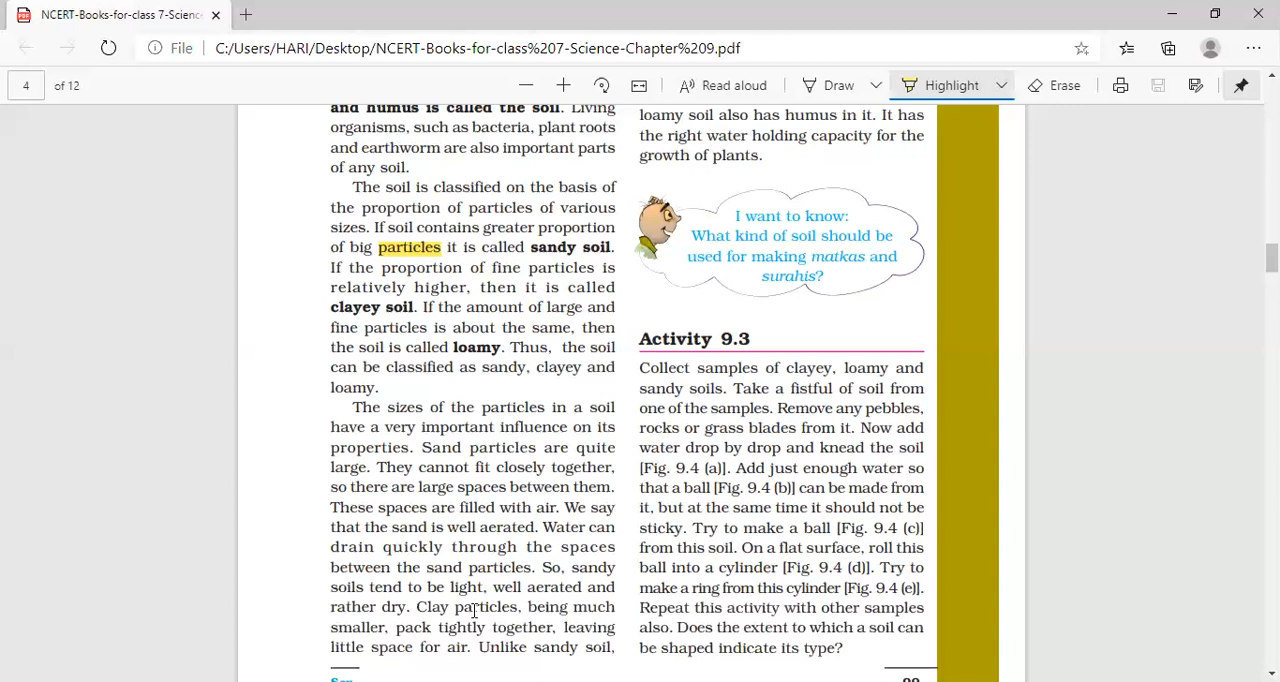 NCERT-Books-for-class 7-Science
File
C:/Users/HARI/Desktop/NCERT-Books-for-class%207-Science-Chapter%209.pdf
4
of 12
Read aloud
Draw
Highlight
Erase
and humus is called the soil. Living
organisms, such as bacteria, plant roots
and earthworm are also important parts
of any soil.
The soil is classified on the basis of
the proportion of particles of various
sizes. If soil contains greater proportion
of big particles it is called sandy soil.
If the proportion of fine particles is
relatively higher, then it is called
clayey soil. If the amount of large and
fine particles is about the same, then
the soil is called loamy. Thus, the soil
can be classified as sandy, clayey and
loamy.
The sizes of the particles in a soil
have a very important influence on its
properties. Sand particles are quite
large. They cannot fit closely together,
so there are large spaces between them.
These spaces are filled with air. We say
that the sand is well aerated. Water can
drain quickly through the spaces
between the sand particles. So, sandy
soils tend to be light, well aerated and
rather dry. Clay particles, being much
smaller, pack tightly together, leaving
little space for air. Unlike sandy soil,
loamy soil also has humus in it. It has
the right water holding capacity for the
growth of plants.
I want to know:
What kind of soil should be
used for making matkas and
surahis?
Activity 9.3
Collect samples of clayey, loamy and
sandy soils. Take a fistful of soil from
one of the samples. Remove any pebbles,
rocks or grass blades from it. Now add
water drop by drop and knead the soil
[Fig. 9.4 (a)]. Add just enough water so
that a ball [Fig. 9.4 (b)] can be made from
it, but at the same time it should not be
sticky. Try to make a ball [Fig. 9.4 (c)]
from this soil. On a flat surface, roll this
ball into a cylinder [Fig. 9.4 (d)]. Try to
make a ring from this cylinder [Fig. 9.4 (e)].
Repeat this activity with other samples
also. Does the extent to which a soil can
be shaped indicate its type?